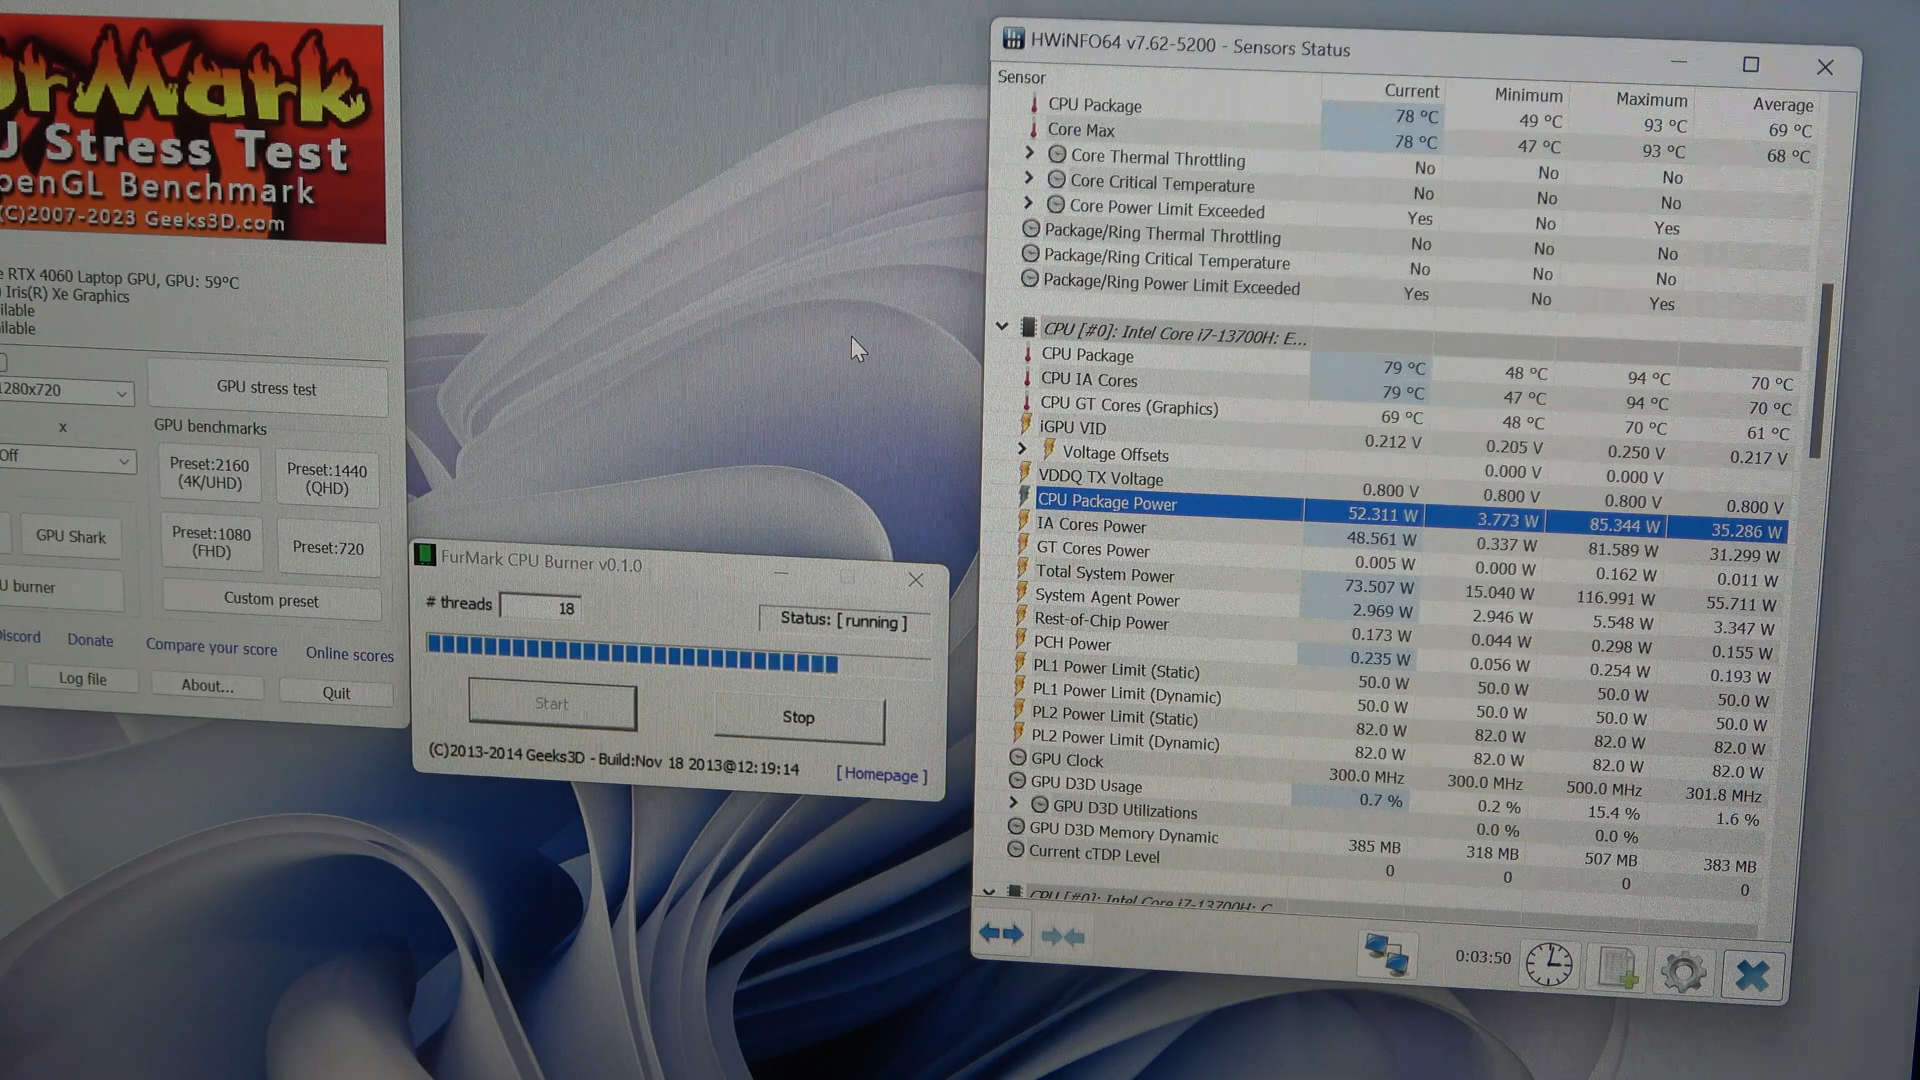 urMark
U Stress Test
penGL Benchmark
(C)2007-2023 Geeks3D.com
e RTX 4060 Laptop GPU, GPU: 59°C
Iris(R) Xe Graphics
ilable
ilable
1280x720
GPU stress test
x
GPU benchmarks
Off
Preset:2160
(4K/UHD)
Preset:1440
(QHD)
GPU Shark
Preset:1080
(FHD)
Preset:720
U burner
Custom preset
Discord
Donate
Compare your score
Online scores
Log file
About...
Quit
FurMark CPU Burner v0.1.0
# threads
18
Status: [ running ]
Start
Stop
(C)2013-2014 Geeks3D - Build:Nov 18 2013@12:19:14
[ Homepage ]
HWiNFO64 v7.62-5200 - Sensors Status
Sensor Current Minimum Maximum Average
CPU Package 78 °C 49 °C 93 °C 69 °C
Core Max 78 °C 47 °C 93 °C 68 °C
Core Thermal Throttling No No No
Core Critical Temperature No No No
Core Power Limit Exceeded Yes No Yes
Package/Ring Thermal Throttling No No No
Package/Ring Critical Temperature No No No
Package/Ring Power Limit Exceeded Yes No Yes
CPU [#0]: Intel Core i7-13700H: E...
CPU Package 79 °C 48 °C 94 °C 70 °C
CPU IA Cores 79 °C 47 °C 94 °C 70 °C
CPU GT Cores (Graphics) 69 °C 48 °C 70 °C 61 °C
iGPU VID 0.212 V 0.205 V 0.250 V 0.217 V
Voltage Offsets 0.000 V 0.000 V
VDDQ TX Voltage 0.800 V 0.800 V 0.800 V 0.800 V
CPU Package Power 52.311 W 3.773 W 85.344 W 35.286 W
IA Cores Power 48.561 W 0.337 W 81.589 W 31.299 W
GT Cores Power 0.005 W 0.000 W 0.162 W 0.011 W
Total System Power 73.507 W 15.040 W 116.991 W 55.711 W
System Agent Power 2.969 W 2.946 W 5.548 W 3.347 W
Rest-of-Chip Power 0.173 W 0.044 W 0.298 W 0.155 W
PCH Power 0.235 W 0.056 W 0.254 W 0.193 W
PL1 Power Limit (Static) 50.0 W 50.0 W 50.0 W 50.0 W
PL1 Power Limit (Dynamic) 50.0 W 50.0 W 50.0 W 50.0 W
PL2 Power Limit (Static) 82.0 W 82.0 W 82.0 W 82.0 W
PL2 Power Limit (Dynamic) 82.0 W 82.0 W 82.0 W 82.0 W
GPU Clock 300.0 MHz 300.0 MHz 500.0 MHz 301.8 MHz
GPU D3D Usage 0.7 % 0.2 % 15.4 % 1.6 %
GPU D3D Utilizations 0.0 % 0.0 %
GPU D3D Memory Dynamic 385 MB 318 MB 507 MB 383 MB
Current cTDP Level 0 0 0 0
CPU [#0]: Intel Core i7-13700H: C
0:03:50